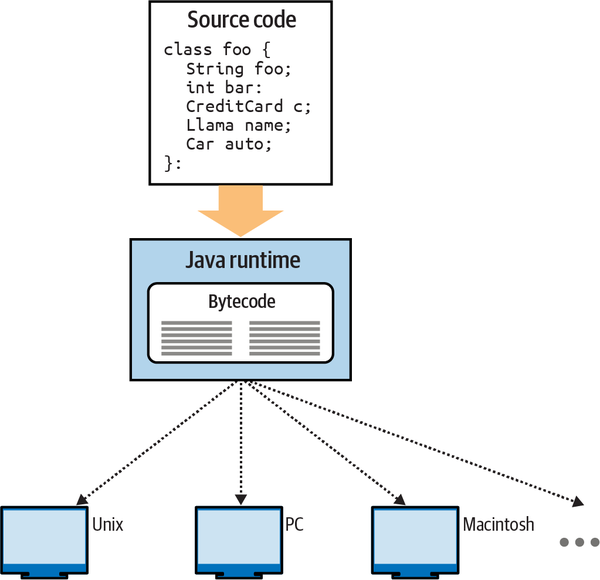 Source code
class foo {
String foo;
int bar:
CreditCard c;
Llama name;
Car auto;
}:
Java runtime
Bytecode
Unix
PC
Macintosh